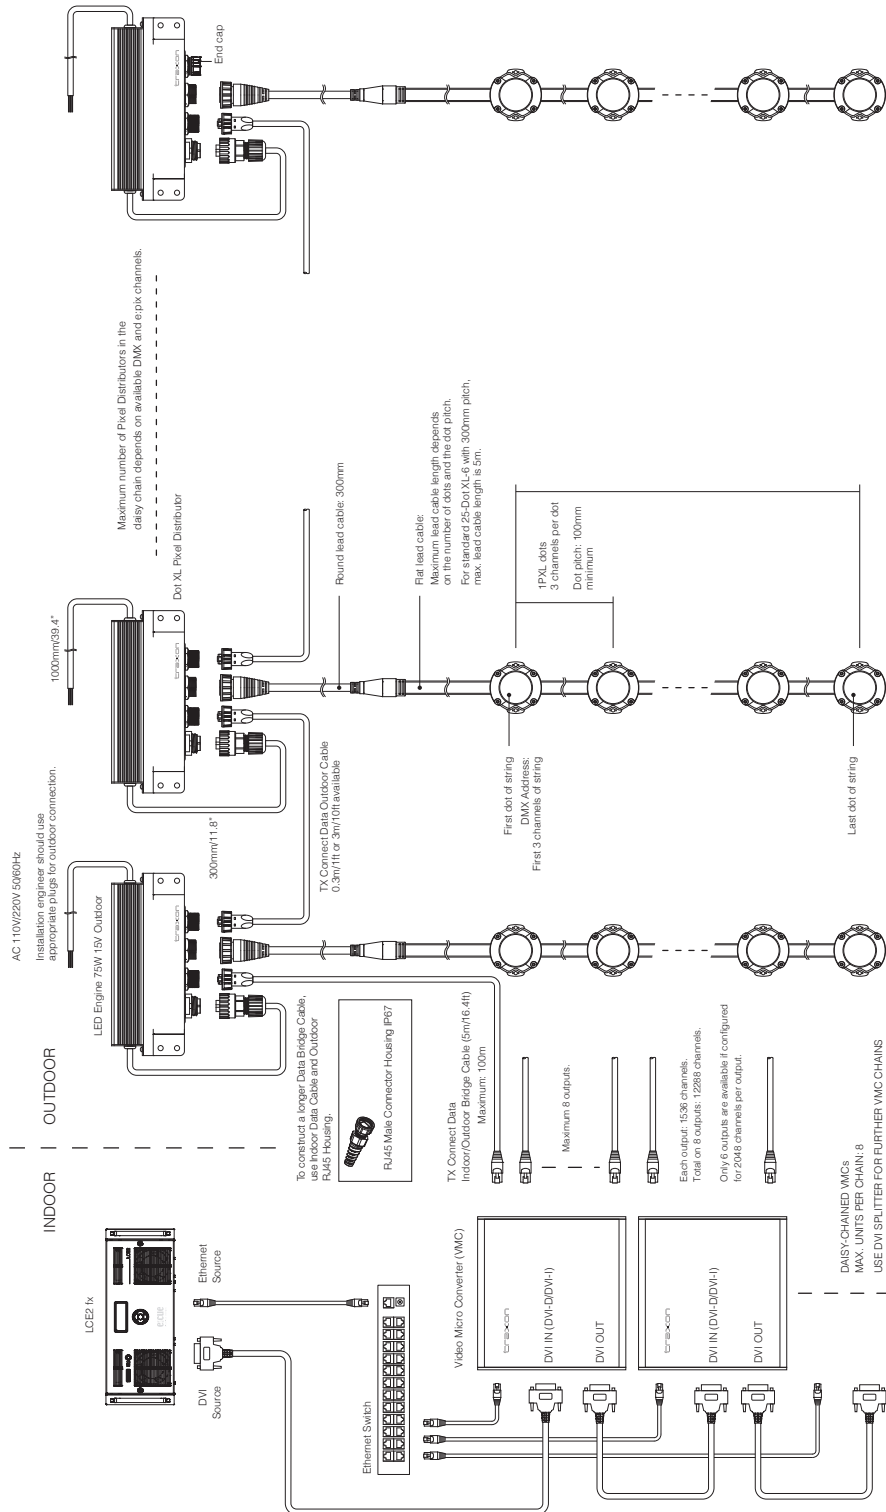 INDOOR
OUTDOOR
LCE2 fx
DVI
Source
Ethernet
Source
Ethernet Switch
Video Micro Converter (VMC)
traxon
DVI IN (DVI-D/DVI-I)
DVI OUT
traxon
DVI IN (DVI-D/DVI-I)
DVI OUT
DAISY-CHAINED VMCs
MAX. UNITS PER CHAIN: 8
USE DVI SPLITTER FOR FURTHER VMC CHAINS
To construct a longer Data Bridge Cable,
use Indoor Data Cable and Outdoor
RJ45 Housing.
RJ45 Male Connector Housing IP67
TX Connect Data
Indoor/Outdoor Bridge Cable (5m/16.4ft)
Maximum: 100m
Maximum 8 outputs.
Each output: 1536 channels.
Total on 8 outputs: 12288 channels.
Only 6 outputs are available if configured
for 2048 channels per output.
AC 110V/220V 50/60Hz
Installation engineer should use
appropriate plugs for outdoor connection.
LED Engine 75W 15V Outdoor
traxon
1000mm/39.4"
300mm/11.8"
TX Connect Data Outdoor Cable
0.3m/1ft or 3m/10ft available
traxon
Dot XL Pixel Distributor
Maximum number of Pixel Distributors in the
daisy chain depends on available DMX and e:pix channels.
Round lead cable: 300mm
Flat lead cable:
Maximum lead cable length depends
on the number of dots and the dot pitch.
For standard 25-Dot XL-6 with 300mm pitch,
max. lead cable length is 5m.
First dot of string
DMX Address:
First 3 channels of string
1PXL dots
3 channels per dot
Dot pitch: 100mm
minimum
Last dot of string
traxon
End cap